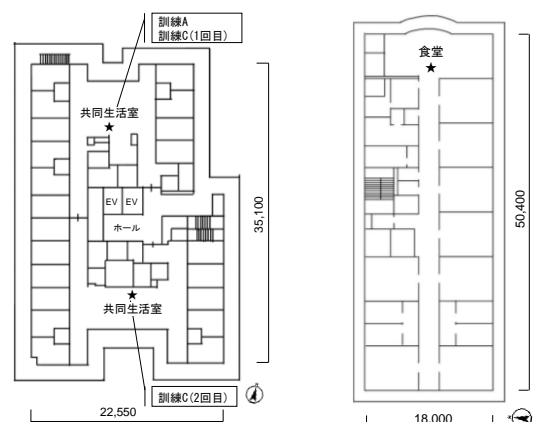 訓練A
訓練C(1回目)
共同生活室
★
EV EV
ホール
★
共同生活室
訓練C(2回目)
35,100
22,550
食堂
★
50,400
18,000